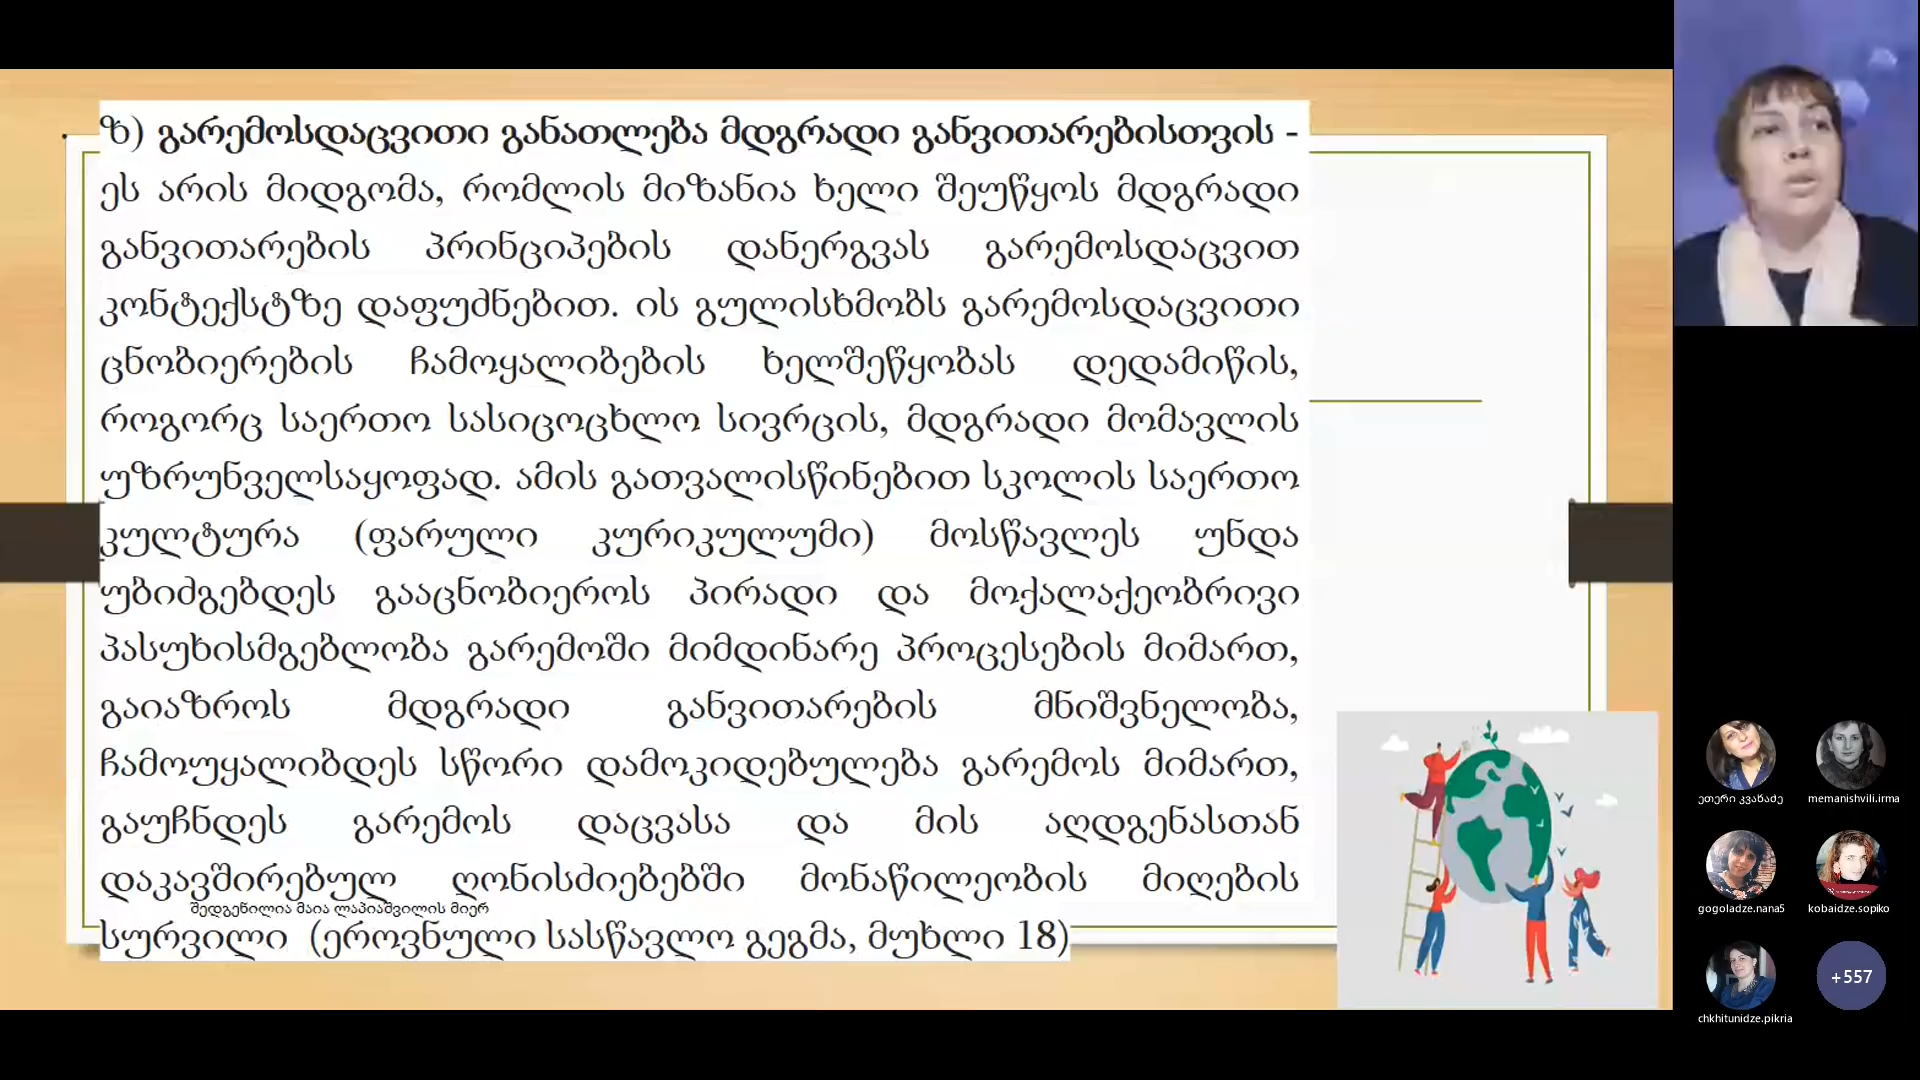 ზ) გარემოსდაცვითი განათლება მდგრადი განვითარებისთვის -
ეს არის მიდგომა, რომლის მიზანია ხელი შეუწყოს მდგრადი
განვითარების პრინციპების დანერგვას გარემოსდაცვით
კონტექსტზე დაფუძნებით. ის გულისხმობს გარემოსდაცვითი
ცნობიერების ჩამოყალიბების ხელშეწყობას დედამიწის,
როგორც საერთო სასიცოცხლო სივრცის, მდგრადი მომავლის
უზრუნველსაყოფად. ამის გათვალისწინებით სკოლის საერთო
კულტურა (ფარული კურიკულუმი) მოსწავლეს უნდა
უბიძგებდეს გააცნობიეროს პირადი და მოქალაქეობრივი
პასუხისმგებლობა გარემოში მიმდინარე პროცესების მიმართ,
გაიაზროს მდგრადი განვითარების მნიშვნელობა,
ჩამოუყალიბდეს სწორი დამოკიდებულება გარემოს მიმართ,
გაუჩნდეს გარემოს დაცვასა და მის აღდგენასთან
დაკავშირებულ ღონისძიებებში მონაწილეობის მიღების
შედგენილია მაია ლაპიაშვილის მიერ
სურვილი (ეროვნული სასწავლო გეგმა, მუხლი 18)
ეთერი კვანაძე
memanishvili.irma
gogoladze.nana5
kobaidze.sopiko
chkhitunidze.pikria
+557